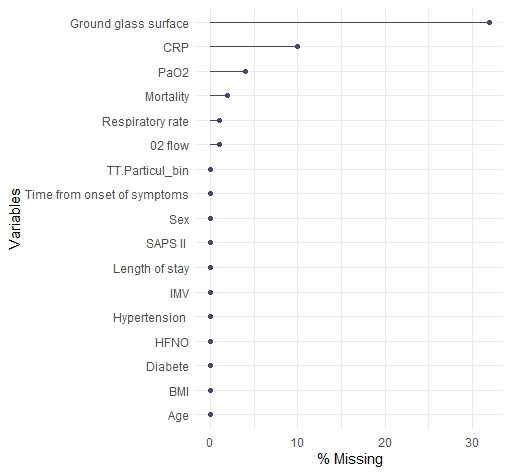 Ground glass surface
CRP
PaO2
Mortality
Respiratory rate
02 flow
TT.Particul_bin
Time from onset of symptoms
Sex
SAPS II
Length of stay
IMV
Hypertension
HFNO
Diabete
BMI
Age
Variables
0 10 20 30
% Missing